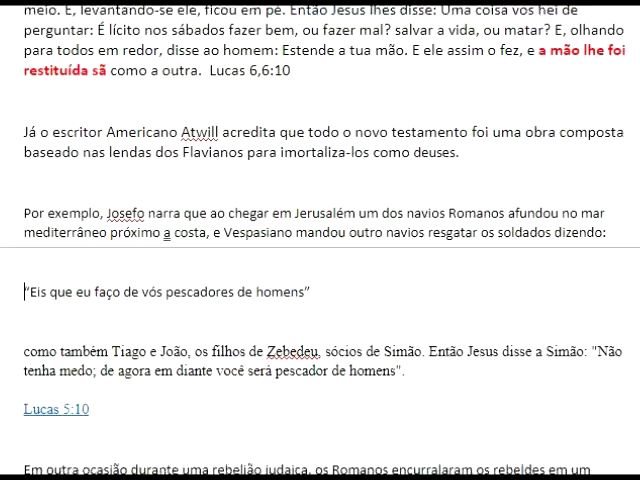 meio. E, levantando-se ele, ficou em pé. Então Jesus lhes disse: Uma coisa vos hei de
perguntar: É lícito nos sábados fazer bem, ou fazer mal? salvar a vida, ou matar? E, olhando
para todos em redor, disse ao homem: Estende a tua mão. E ele assim o fez, e a mão lhe foi
restituída sã como a outra. Lucas 6,6:10
Já o escritor Americano Atwill acredita que todo o novo testamento foi uma obra composta
baseado nas lendas dos Flavianos para imortaliza-los como deuses.
Por exemplo, Josefo narra que ao chegar em Jerusalém um dos navios Romanos afundou no mar
mediterrâneo próximo a costa, e Vespasiano mandou outro navios resgatar os soldados dizendo:
"Eis que eu faço de vós pescadores de homens"
como também Tiago e João, os filhos de Zebedeu, sócios de Simão. Então Jesus disse a Simão: "Não
tenha medo; de agora em diante você será pescador de homens".
Lucas 5:10
Em outra ocasião durante uma rebelião judaica, os Romanos encurralaram os rebeldes em um